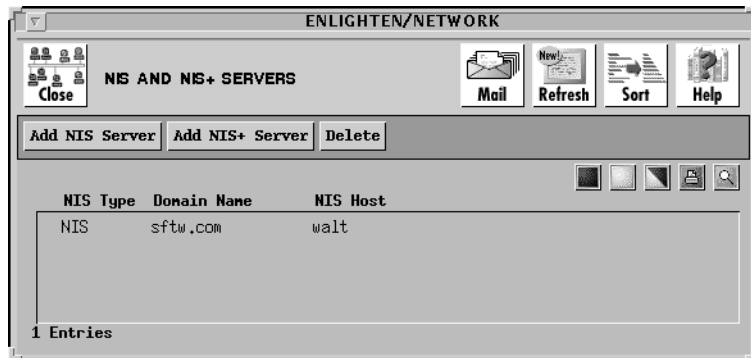 ENLIGHTEN/NETWORK
Close
NIS AND NIS+ SERVERS
Mail
New!
Refresh
Sort
Help
Add NIS Server
Add NIS+ Server
Delete
NIS Type Domain Name NIS Host
NIS sftw.com walt
1 Entries